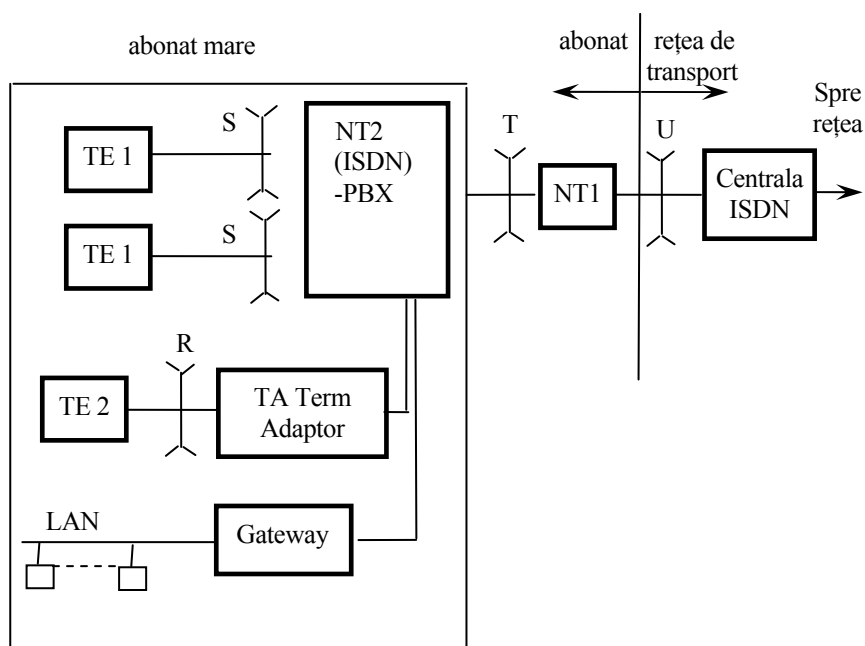 abonat mare
abonat
rețea de
transport
Spre
rețea
S
TE 1
NT2
(ISDN)
-PBX
T
NT1
U
Centrala
ISDN
S
TE 1
R
TE 2
TA Term
Adaptor
LAN
Gateway